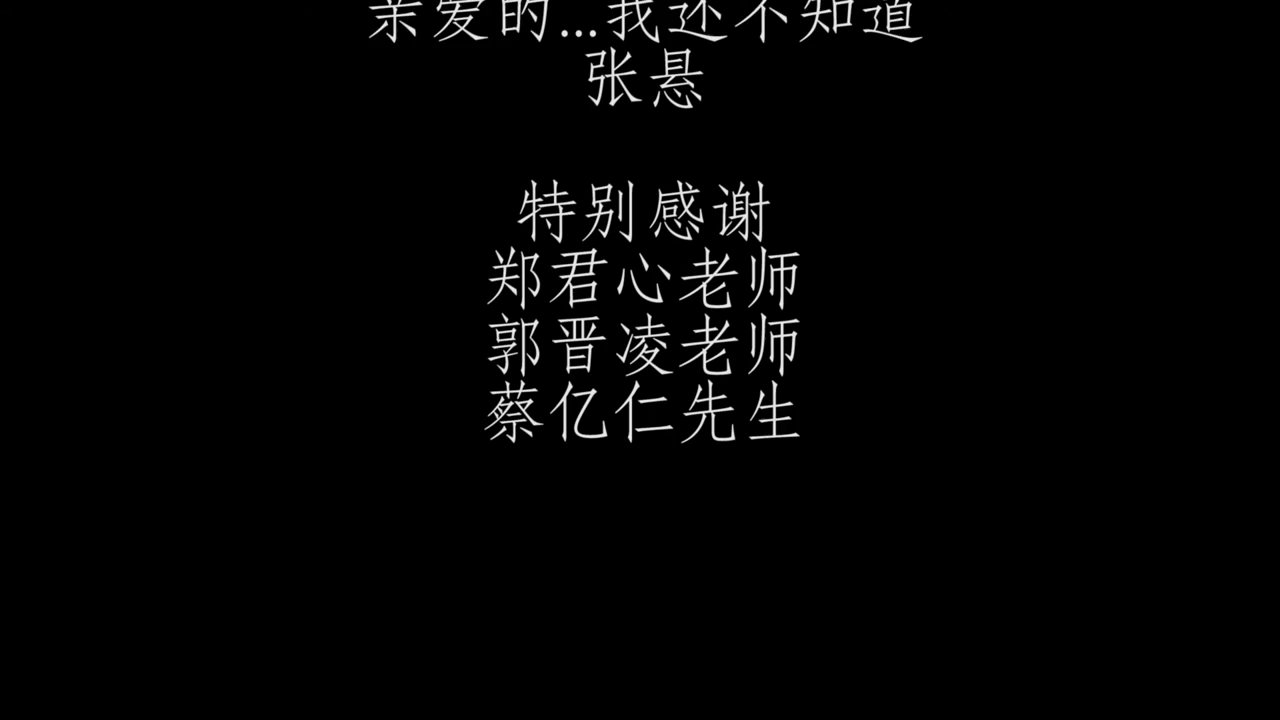 亲爱的...我还不知道
张悬
特别感谢
郑君心老师
郭晋凌老师
蔡亿仁先生